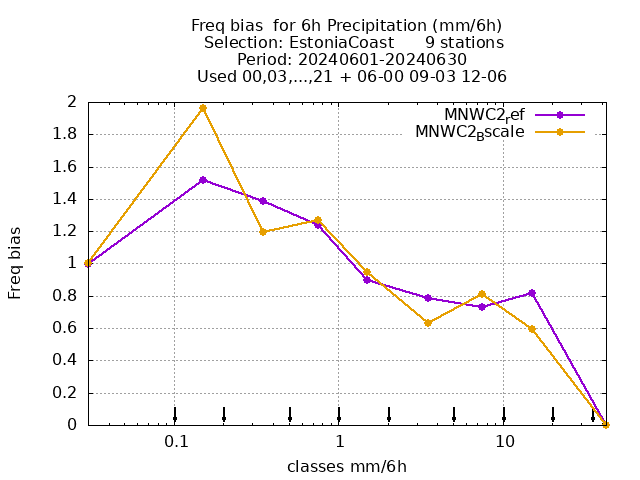 Freq bias  for 6h Precipitation (mm/6h)
Selection: EstoniaCoast      9 stations
Period: 20240601-20240630
Used 00,03,...,21 + 06-00 09-03 12-06
MNWC2ref
MNWC2Bscale
2
1.8
1.6
1.4
1.2
1
0.8
0.6
0.4
0.2
0
Freq bias
0.1
1
10
classes mm/6h